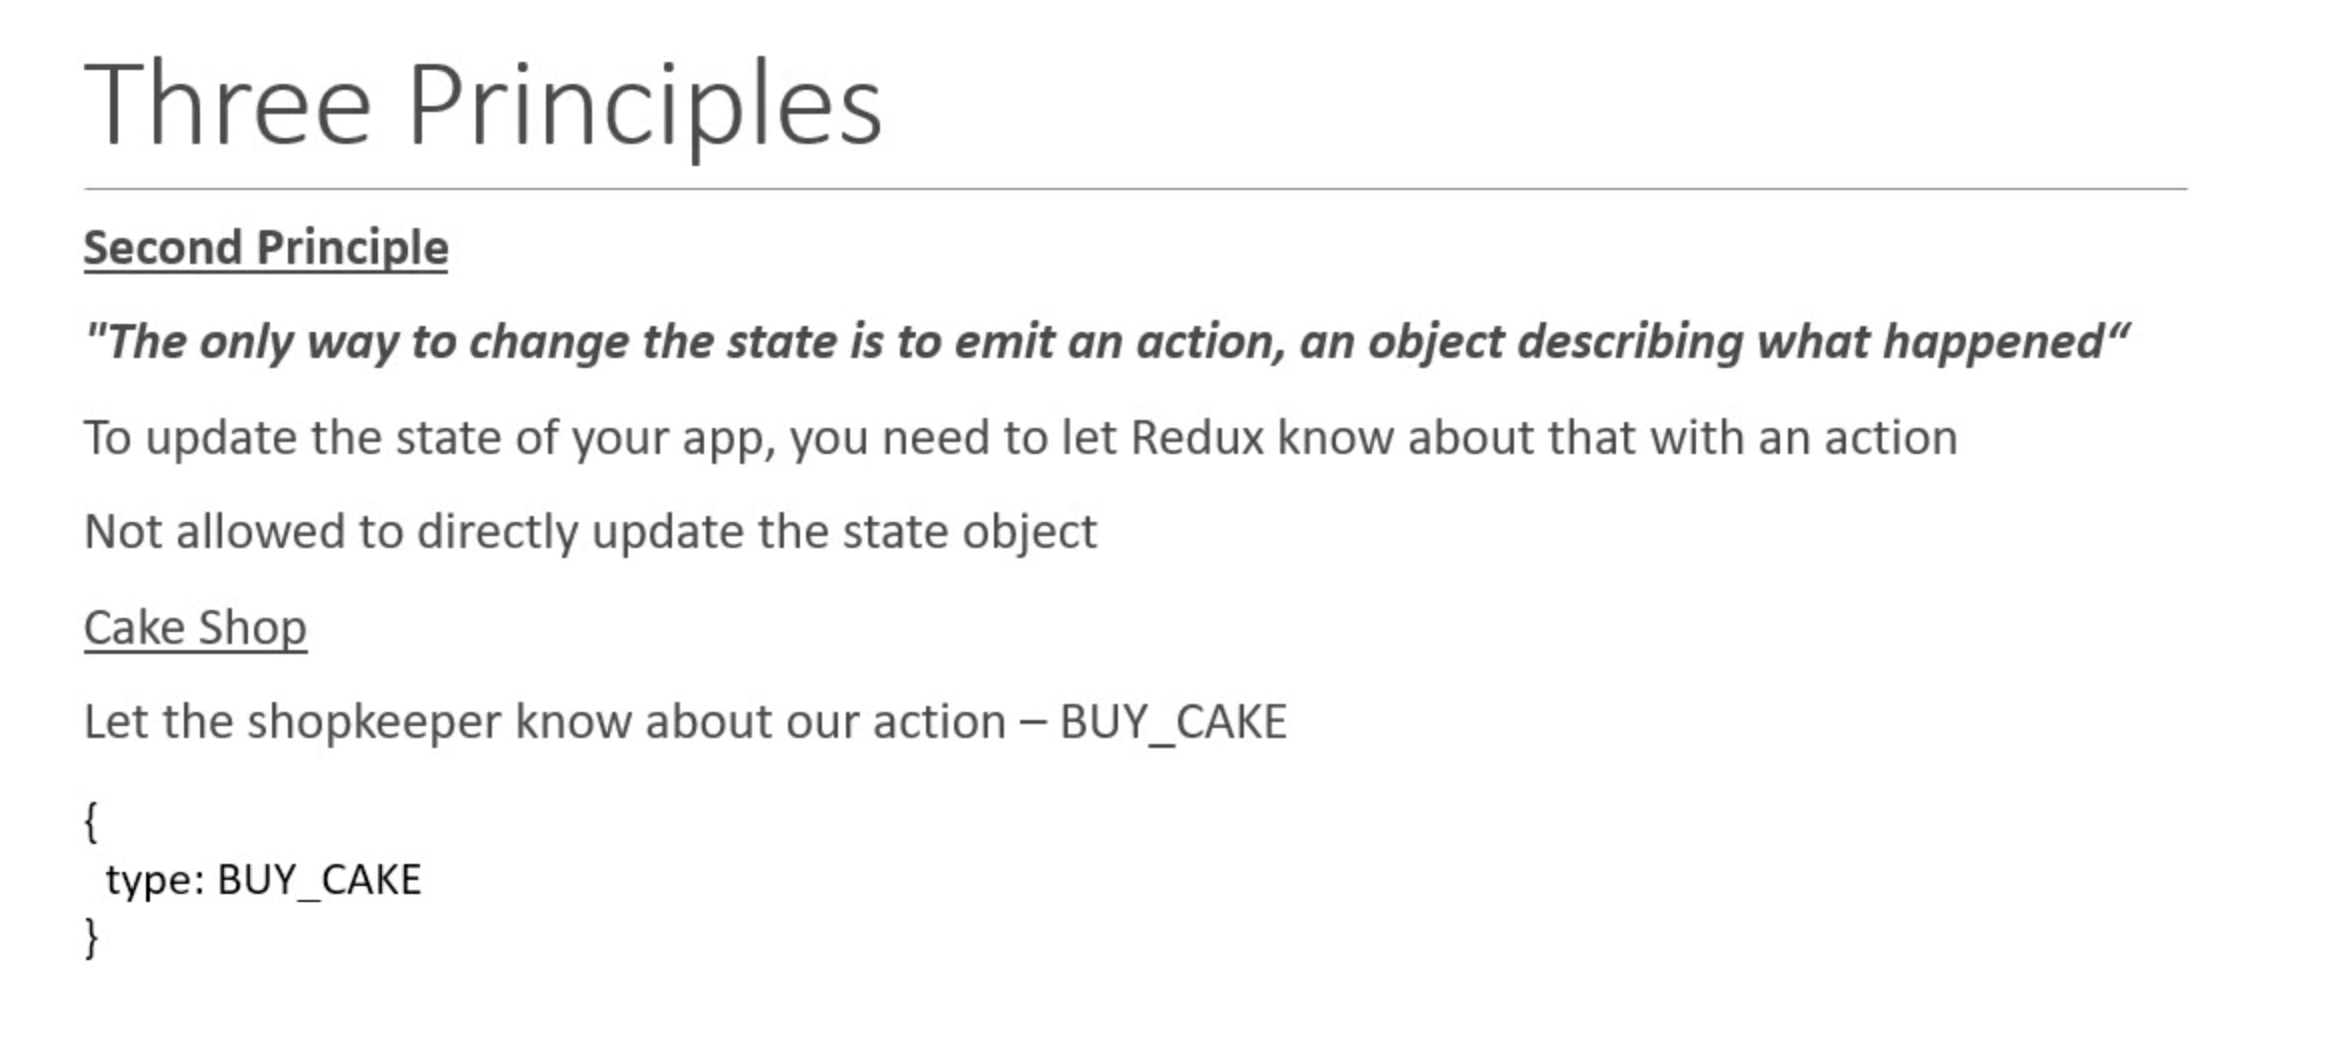 Three Principles
Second Principle
"The only way to change the state is to emit an action, an object describing what happened“
To update the state of your app, you need to let Redux know about that with an action
Not allowed to directly update the state object
Cake Shop
Let the shopkeeper know about our action – BUY_CAKE
{
  type: BUY_CAKE
}